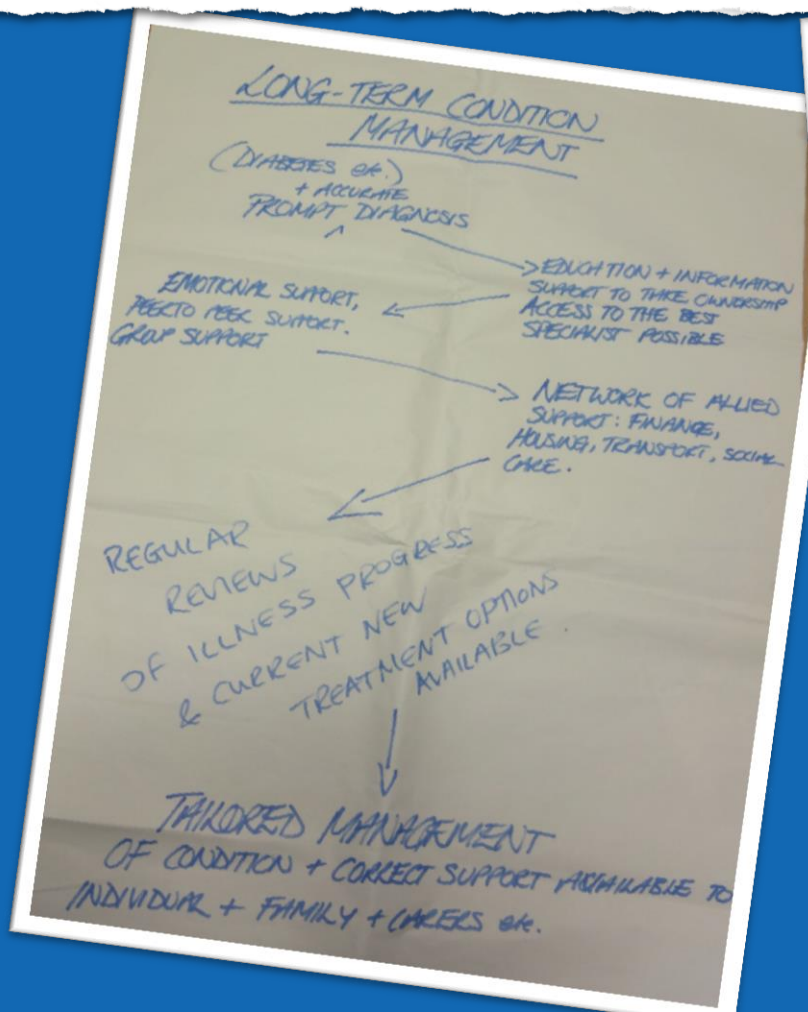 LONG-TERM CONDITION
MANAGEMENT
(DIABETES etc.)
+ ACCURATE
PROMPT DIAGNOSIS
EDUCATION + INFORMATION
SUPPORT TO TAKE OWNERSHIP
ACCESS TO THE BEST
SPECIALIST POSSIBLE
EMOTIONAL SUPPORT,
PEER TO PEER SUPPORT.
GROUP SUPPORT
NETWORK OF ALLIED
SUPPORT: FINANCE,
HOUSING, TRANSPORT, SOCIAL
CARE.
REGULAR
REVIEWS
OF ILLNESS PROGRESS
& CURRENT NEW
TREATMENT OPTIONS
AVAILABLE.
TAILORED MANAGEMENT
OF CONDITION + CORRECT SUPPORT AVAILABLE TO
INDIVIDUAL + FAMILY + CARERS etc.